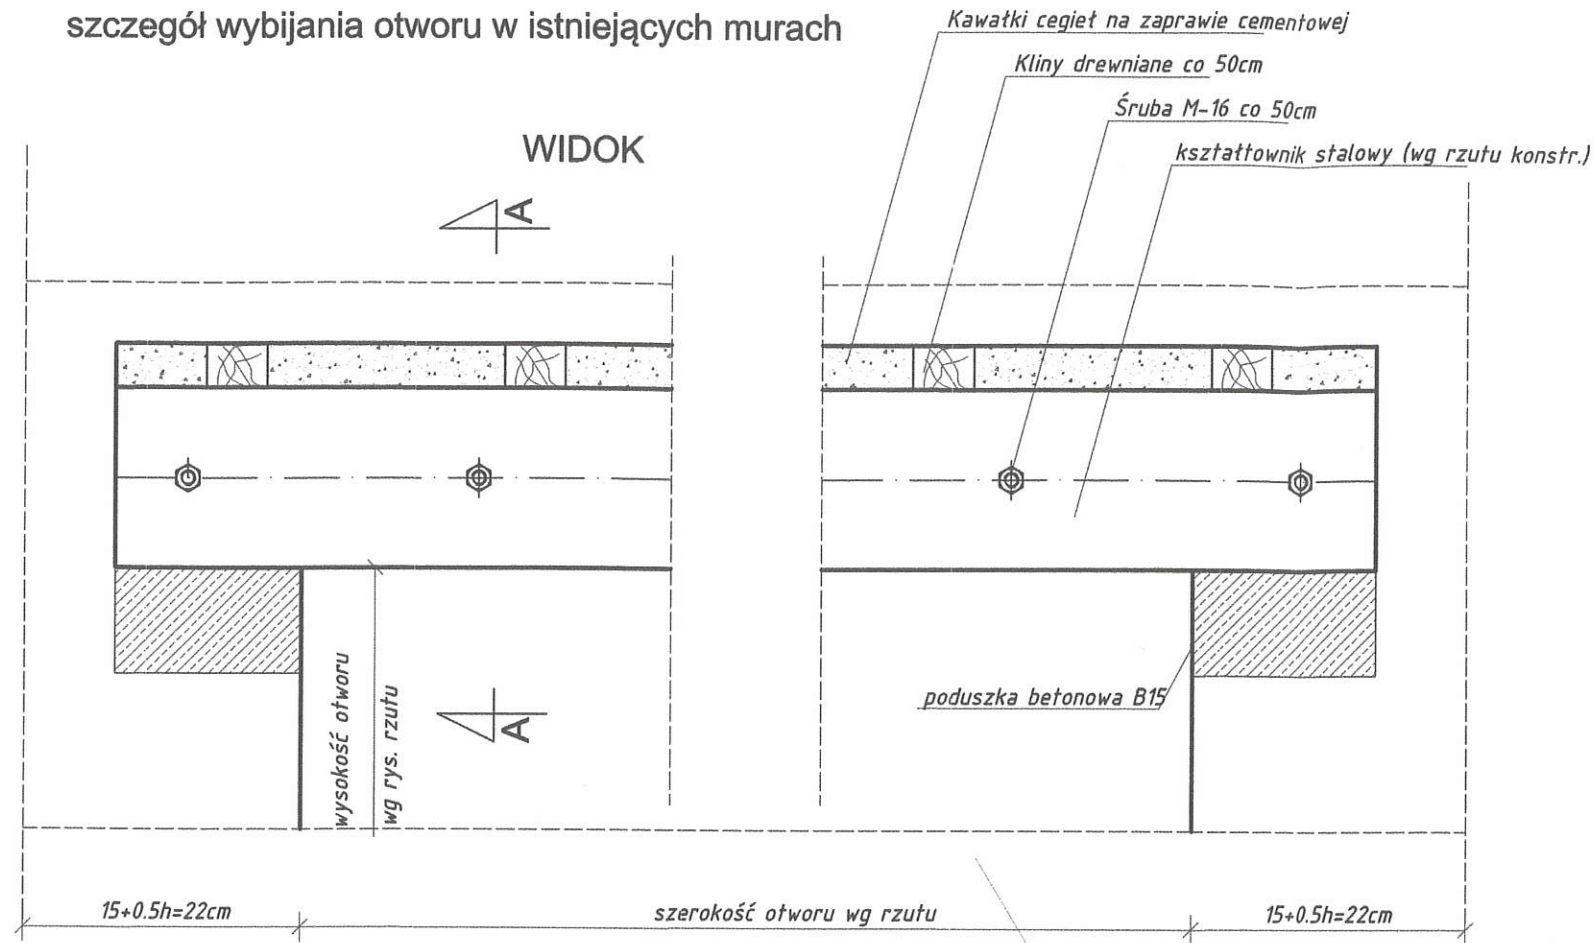 szczegół wybijania otworu w istniejących murach
Kawałki cegieł na zaprawie cementowej
Kliny drewniane co 50cm
Śruba M-16 co 50cm
kształtownik stalowy (wg rzutu konstr.)
WIDOK
A
wysokość otworu
wg rys. rzutu
A
poduszka betonowa B15
15+0.5h=22cm
szerokość otworu wg rzutu
15+0.5h=22cm